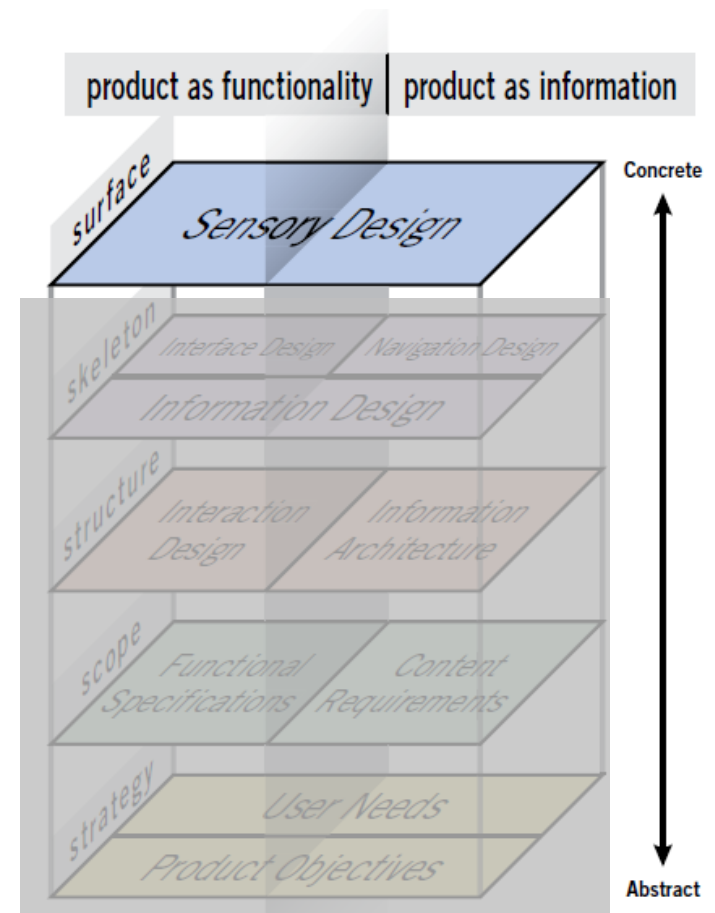 product as functionality
product as information
Concrete
surface
Sensory Design
skeleton
Interface Design
Navigation Design
Information Design
structure
Interaction
Design
Information
Architecture
scope
Functional
Specifications
Content
Requirements
strategy
User Needs
Product Objectives
Abstract